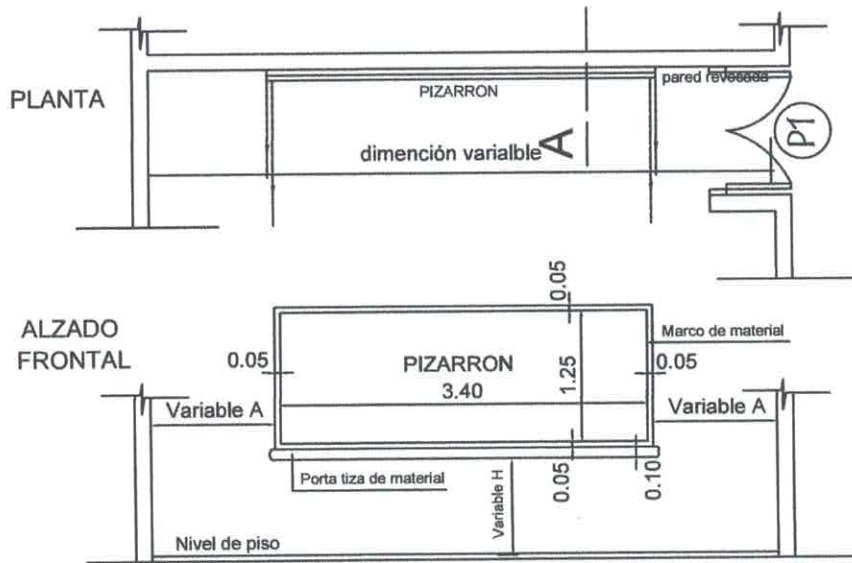 PLANTA
PIZARRON
pared revocada
dimención varialble
A
P1
ALZADO
FRONTAL
0.05
0.05
PIZARRON
3.40
1.25
0.05
Marco de material
Variable A
Variable A
Porta tiza de material
Variable H
0.05
0.10
Nivel de piso